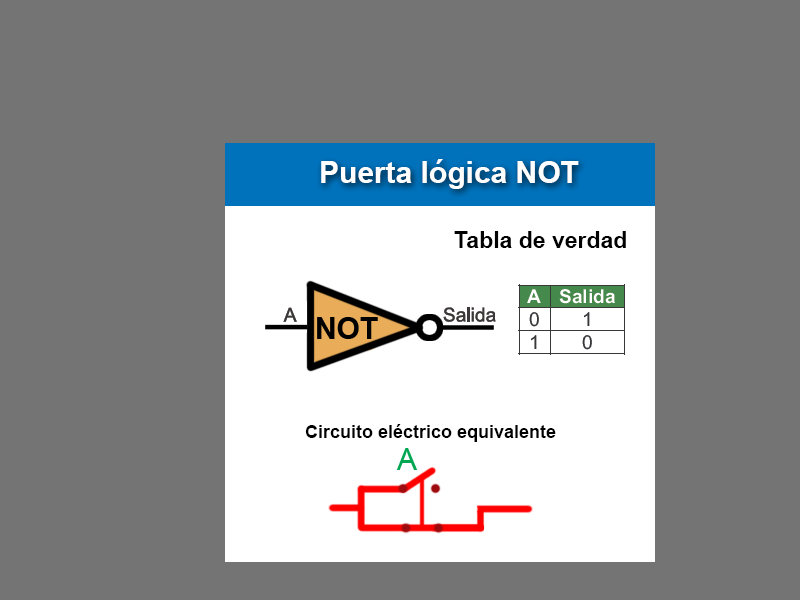 Puerta lógica NOT
Tabla de verdad
A Salida
0 1
1 0
A NOT Salida
Circuito eléctrico equivalente
A